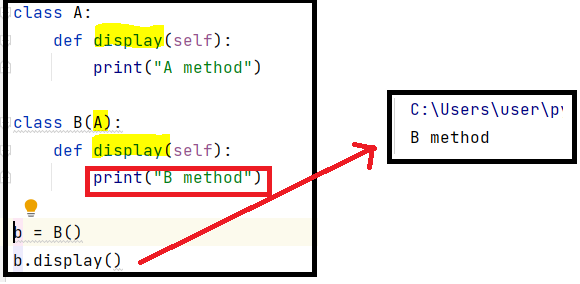 class A:
    def display(self):
        print("A method")
class B(A):
    def display(self):
        print("B method")
b = B()
b.display()
C:\Users\user\
B method